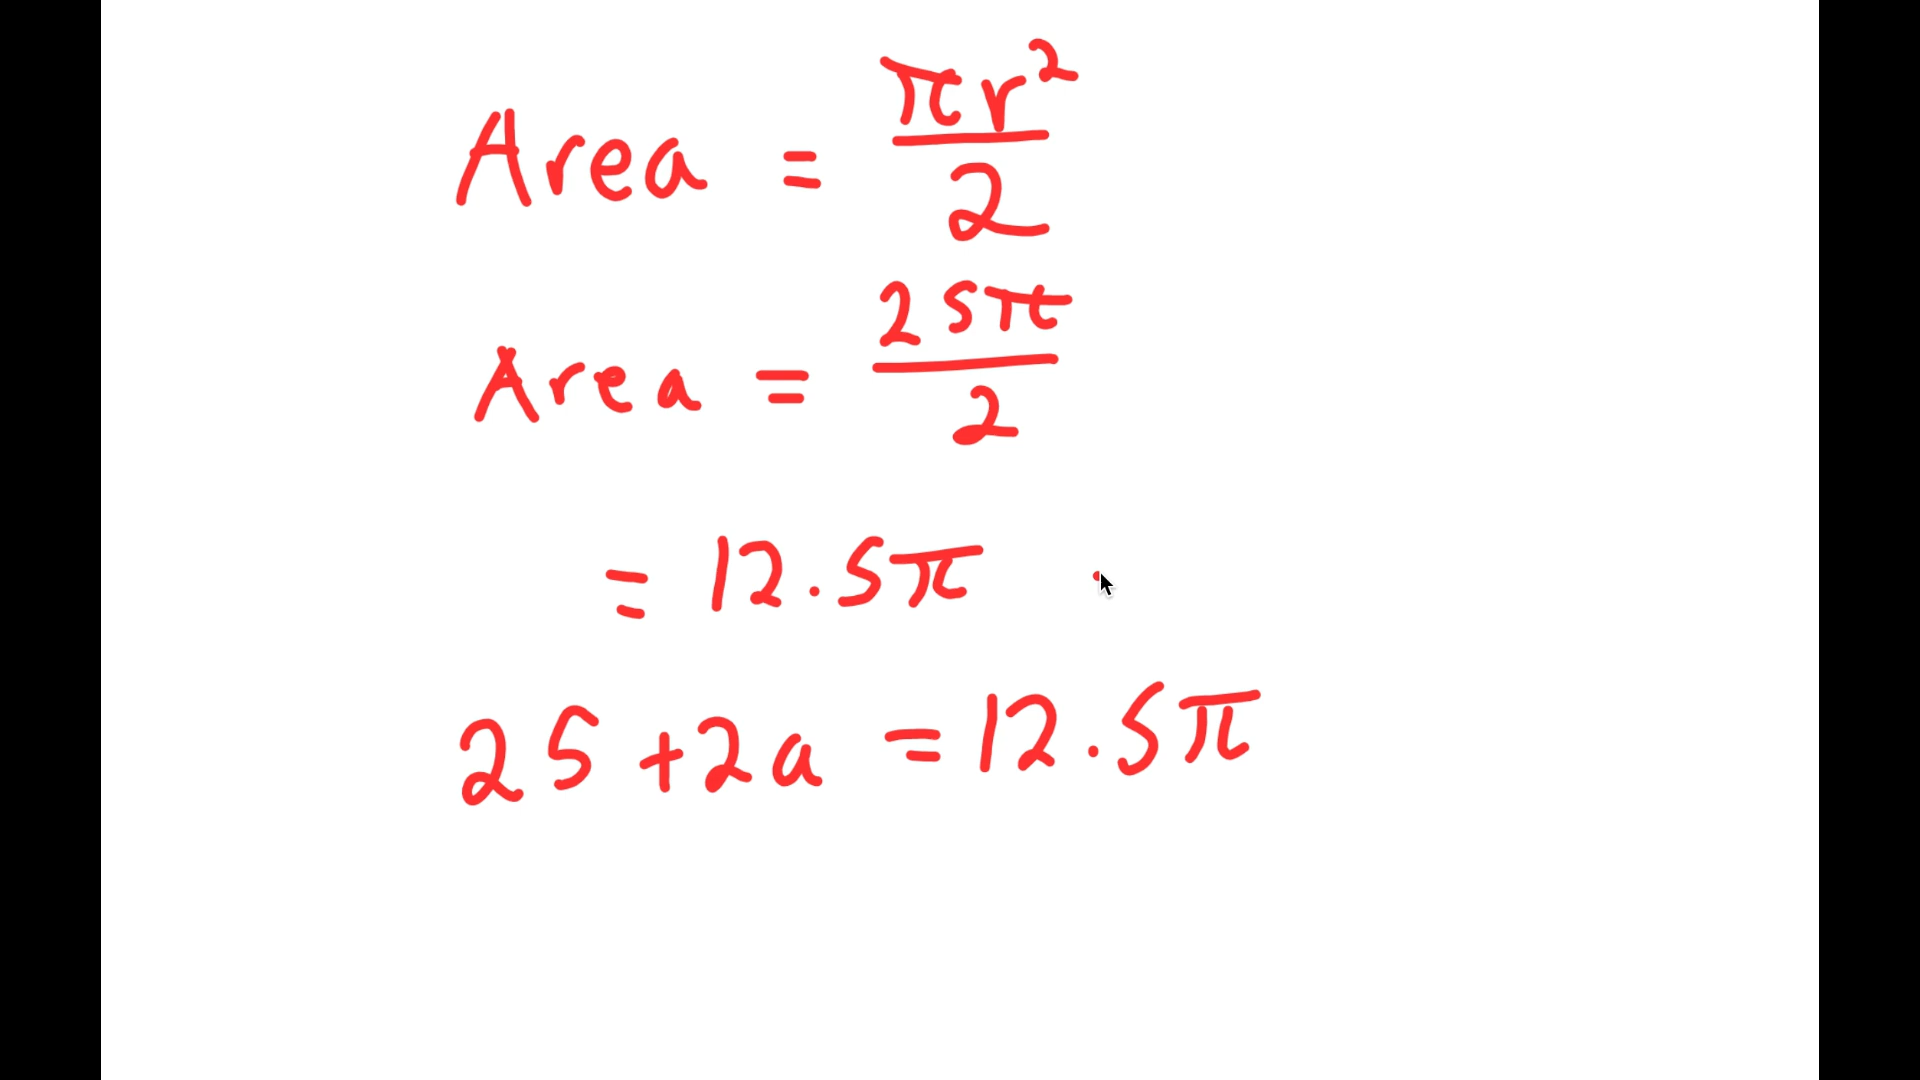 Area = πr²/2
Area = 25π/2
= 12.5π
25 + 2a = 12.5π